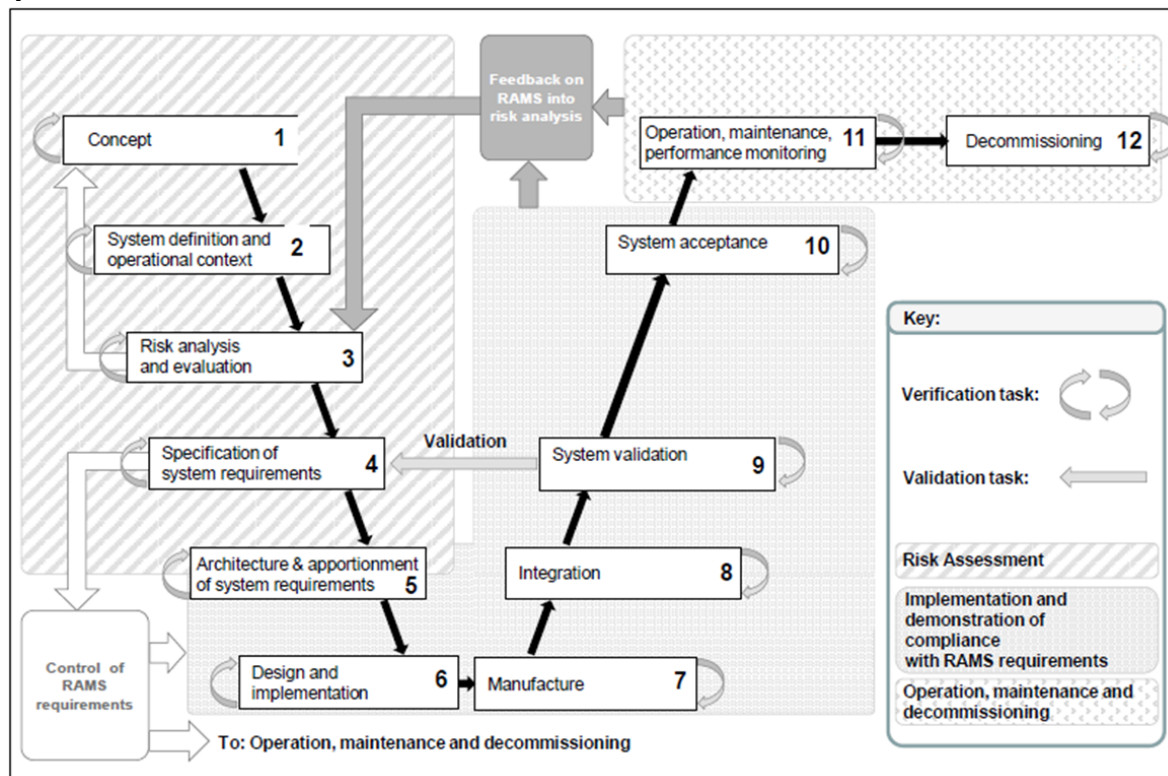 Feedback on
RAMS into
risk analysis
Concept
1
Operation, maintenance,
performance monitoring
11
Decommissioning
12
System definition and
operational context
2
System acceptance
10
Risk analysis
and evaluation
3
Specification of
system requirements
4
Validation
System validation
9
Architecture & apportionment
of system requirements
5
Integration
8
Design and
implementation
6
Manufacture
7
Control of
RAMS
requirements
To: Operation, maintenance and decommissioning
Key:
Verification task:
Validation task:
Risk Assessment
Implementation and
demonstration of
compliance
with RAMS requirements
Operation, maintenance and
decommissioning